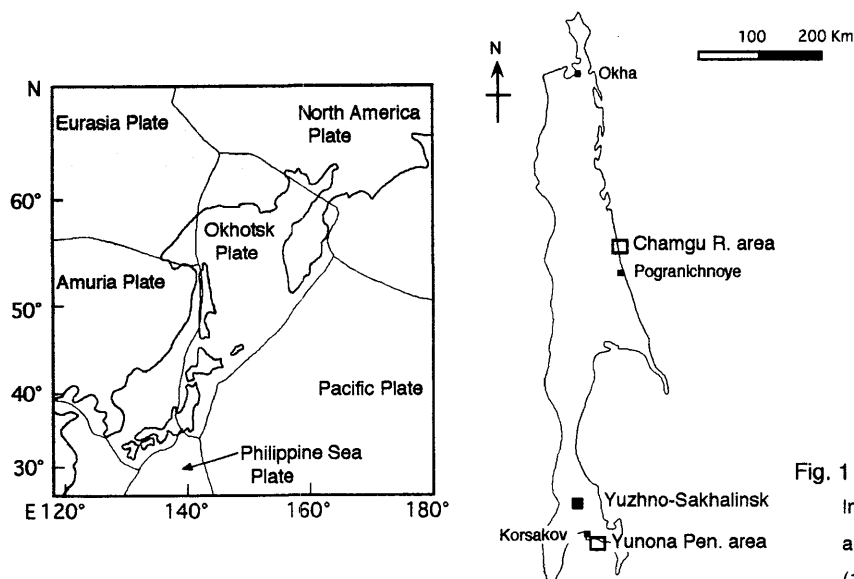 N
Eurasia Plate
North America
Plate
60°
Okhotsk
Plate
Amuria Plate
50°
40°
Pacific Plate
30°
Philippine Sea
Plate
E 120°
140°
160°
180°
N
100
200 Km
Okha
Chamgu R. area
Pogranichnoye
Yuzhno-Sakhalinsk
Korsakov
Yunona Pen. area
Fig. 1